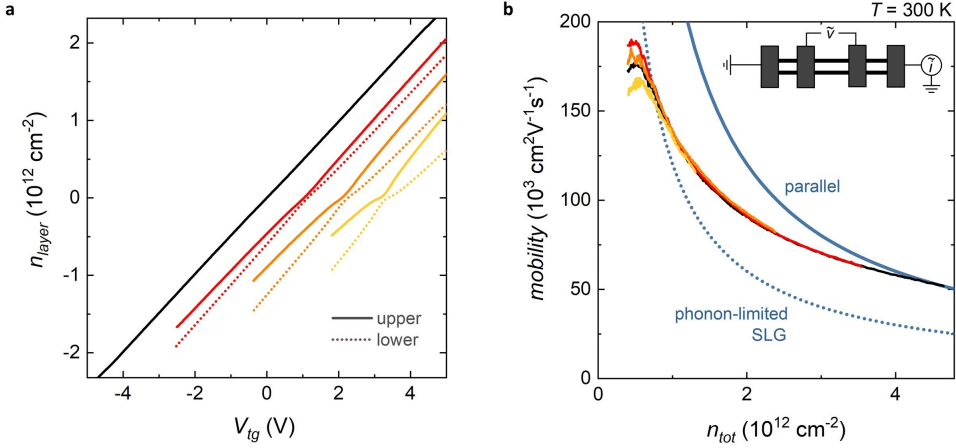 a
n_layer (10^12 cm^-2)
2
1
0
-1
-2
upper
lower
-4
-2
0
2
4
V_tg (V)
b
T = 300 K
mobility (10^3 cm^2V^-1s^-1)
200
150
100
50
0
ṽ
ĩ
parallel
phonon-limited
SLG
0
2
4
n_tot (10^12 cm^-2)